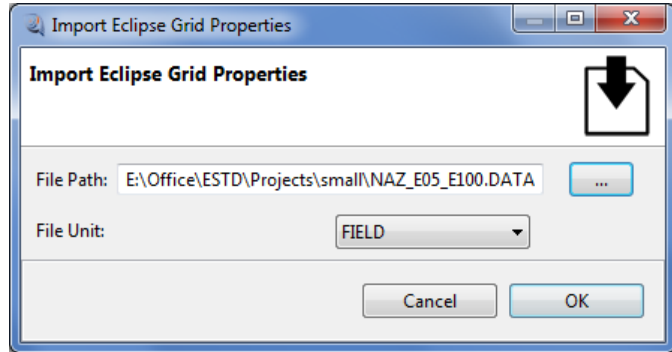 Import Eclipse Grid Properties
Import Eclipse Grid Properties
File Path: E:\Office\ESTD\Projects\small\NAZ_E05_E100.DATA ...
File Unit: FIELD
Cancel OK